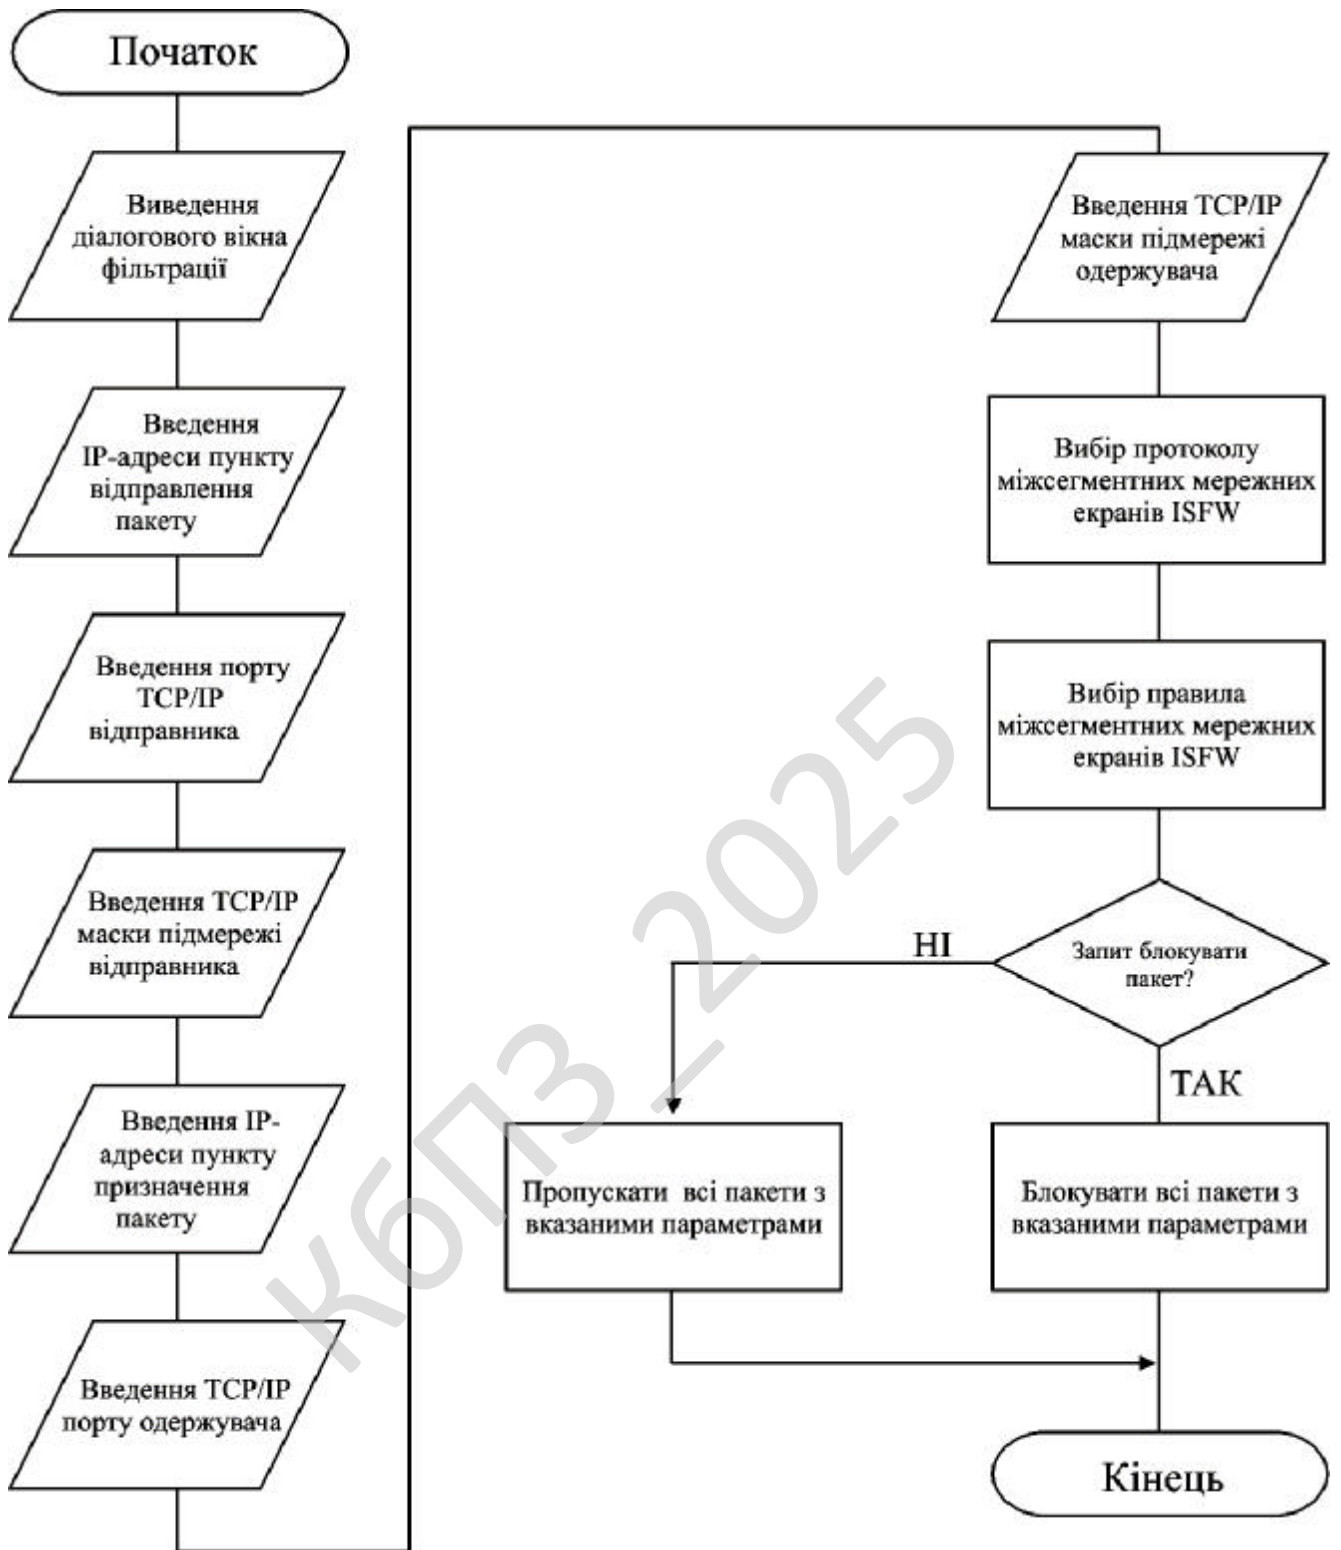 Початок
Виведення
діалогового вікна
фільтрації
Введення
IP-адреси пункту
відправлення
пакету
Введення порту
TCP/IP
відправника
Введення TCP/IP
маски підмережі
відправника
Введення IP-
адреси пункту
призначення
пакету
Введення TCP/IP
порту одержувача
Введення TCP/IP
маски підмережі
одержувача
Вибір протоколу
міжсегментних мережних
екранів ISFW
Вибір правила
міжсегментних мережних
екранів ISFW
Запит блокувати
пакет?
НІ
ТАК
Пропускати всі пакети з
вказаними параметрами
Блокувати всі пакети з
вказаними параметрами
Кінець
КбПЗ_2025